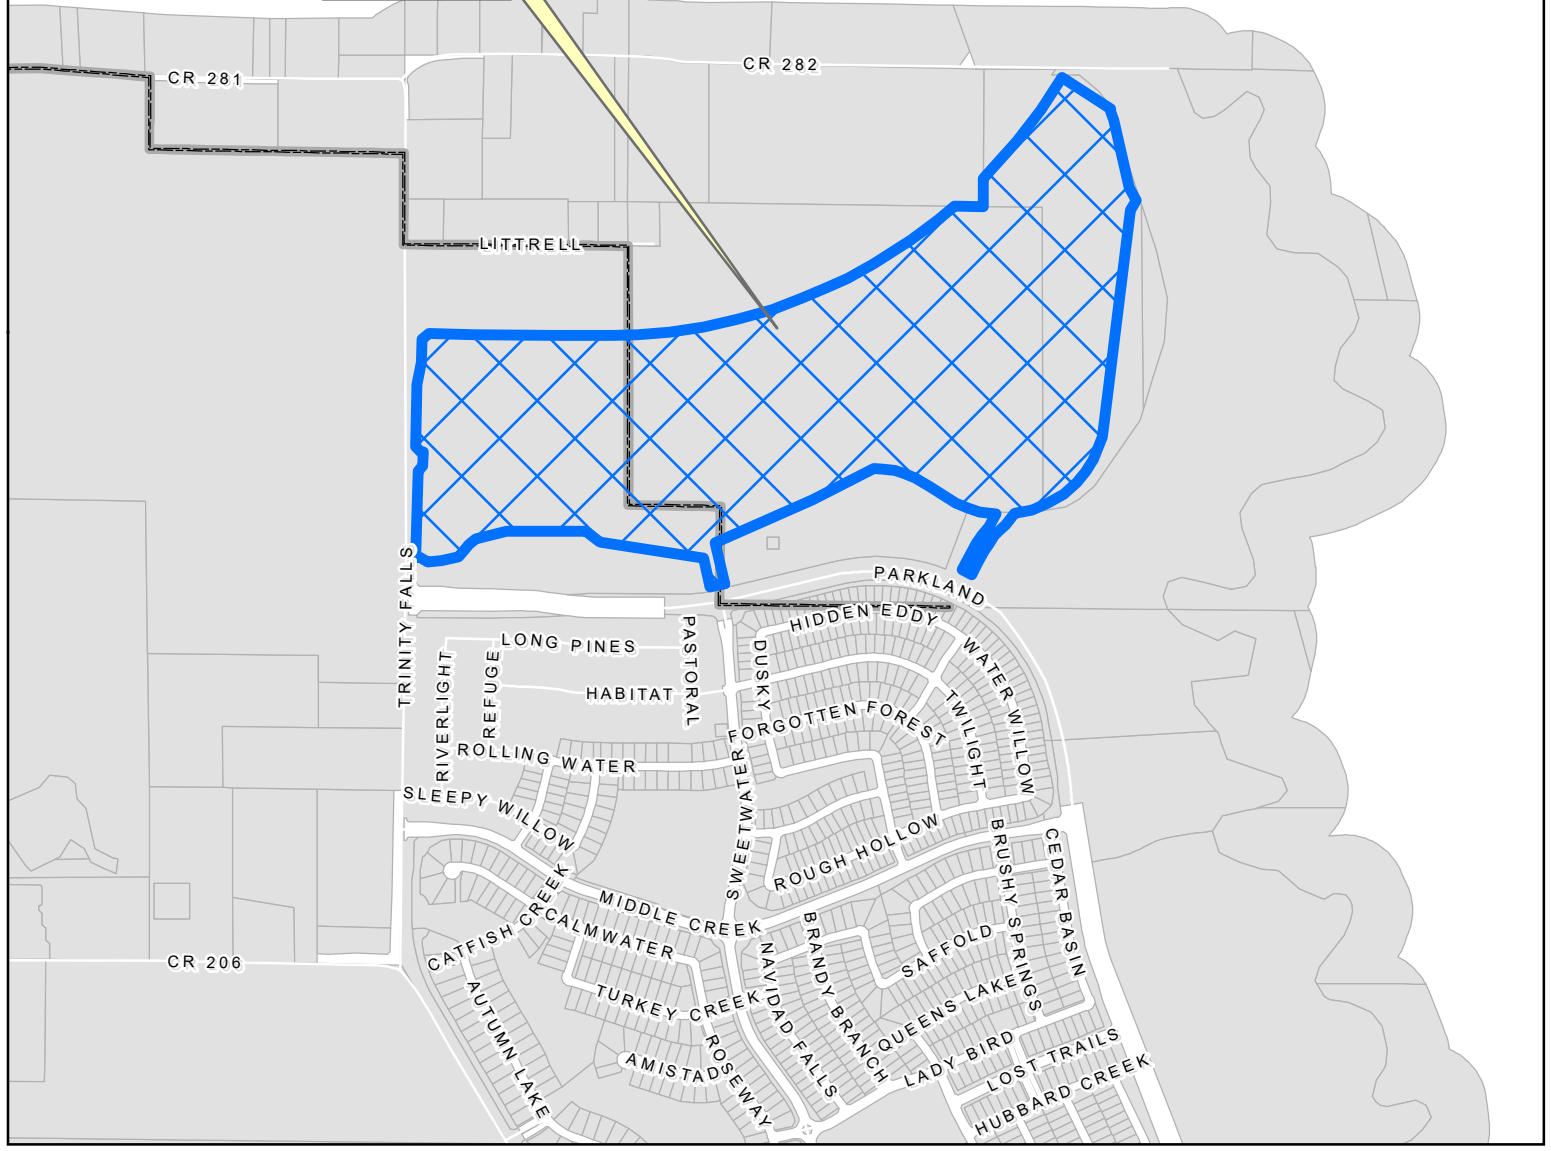 CR 282
CR 281
LITTRELL
TRINITY FALLS
PARKLAND
HIDDEN EDDY
LONG PINES
PASTORAL
DUSKY
WATER WILLOW
RIVERLIGHT
REFUGE
HABITAT
TWILIGHT
FORGOTTEN FOREST
ROLLING WATER
SWEETWATER
SLEEPY WILLOW
ROUGH HOLLOW
BRUSHY SPRINGS
CEDAR BASIN
MIDDLE CREEK
CATFISH CREEK
CALMWATER
NAVIDAD FALLS
BRANDY BRANCH
SAFFOLD
CR 206
AUTUMN LAKE
TURKEY CREEK
QUEENS LAKE
ROSEWAY
AMISTAD
LADY BIRD
LOST TRAILS
HUBBARD CREEK